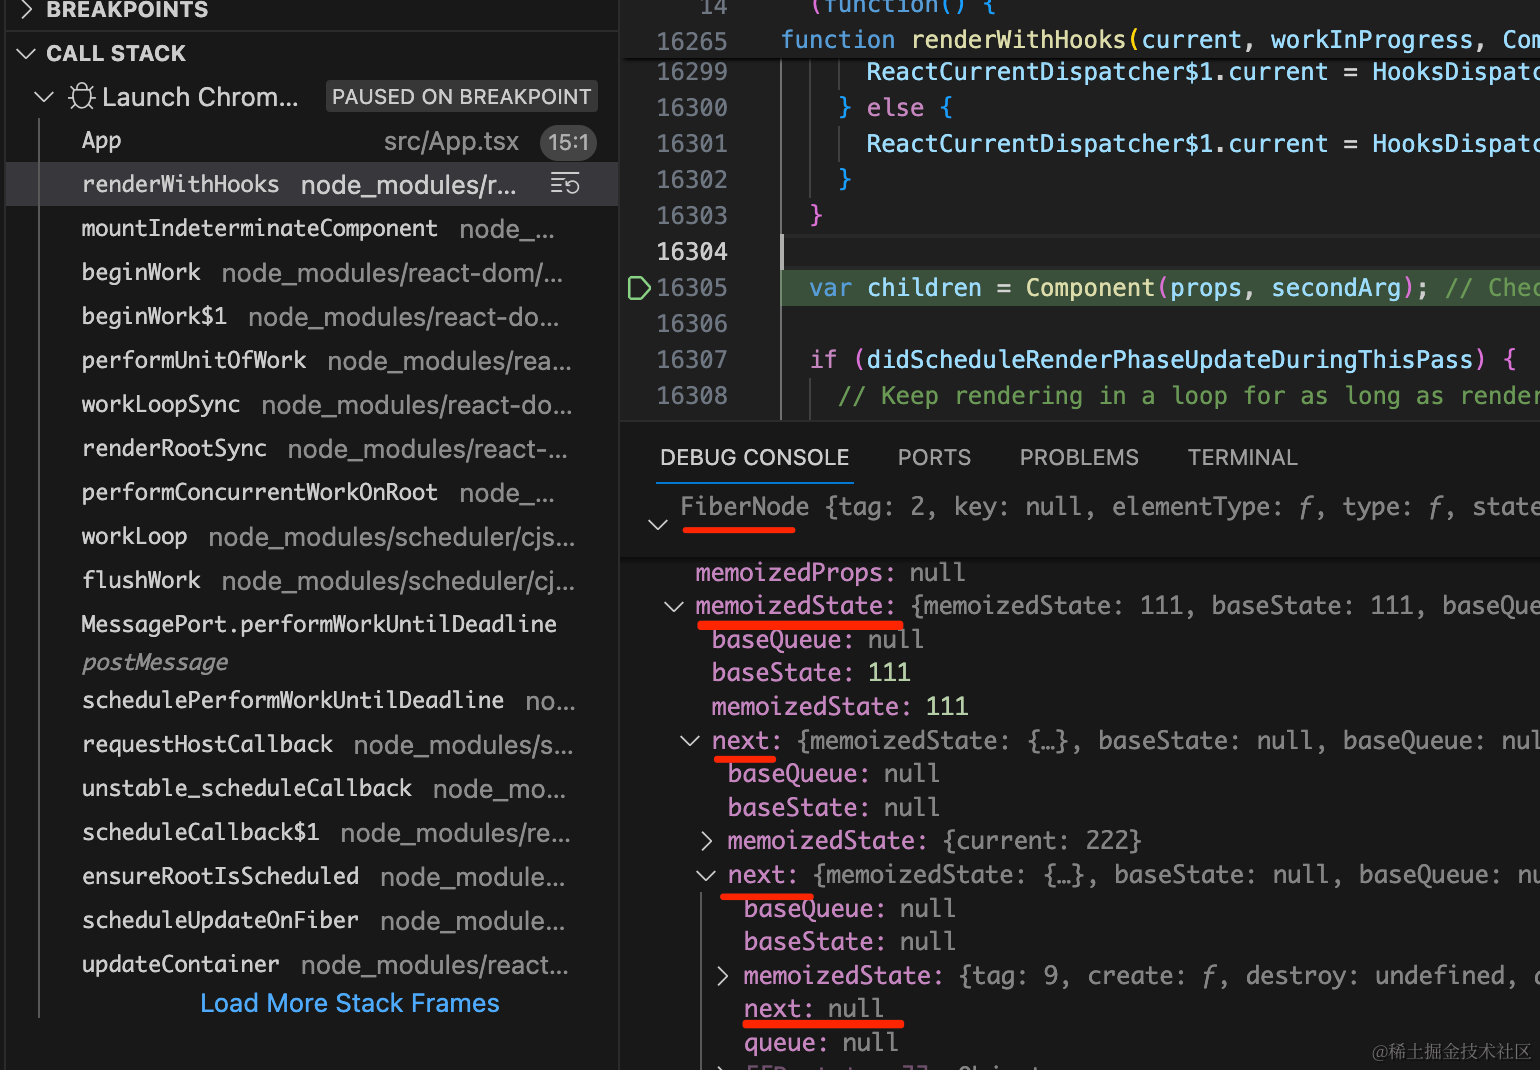 BREAKPOINTS
CALL STACK
Launch Chrom... PAUSED ON BREAKPOINT
App src/App.tsx 15:1
renderWithHooks node_modules/r...
mountIndeterminateComponent node_...
beginWork node_modules/react-dom/...
beginWork$1 node_modules/react-do...
performUnitOfWork node_modules/rea...
workLoopSync node_modules/react-do...
renderRootSync node_modules/react-...
performConcurrentWorkOnRoot node_...
workLoop node_modules/scheduler/cjs...
flushWork node_modules/scheduler/cj...
MessagePort.performWorkUntilDeadline
postMessage
schedulePerformWorkUntilDeadline no...
requestHostCallback node_modules/s...
unstable_scheduleCallback node_mo...
scheduleCallback$1 node_modules/re...
ensureRootIsScheduled node_module...
scheduleUpdateOnFiber node_module...
updateContainer node_modules/react...
Load More Stack Frames
14 (function() {
16265 function renderWithHooks(current, workInProgress, Com
16299 ReactCurrentDispatcher$1.current = HooksDispatc
16300 } else {
16301 ReactCurrentDispatcher$1.current = HooksDispatc
16302 }
16303 }
16304
16305 var children = Component(props, secondArg); // Chec
16306
16307 if (didScheduleRenderPhaseUpdateDuringThisPass) {
16308 // Keep rendering in a loop for as long as render
DEBUG CONSOLE PORTS PROBLEMS TERMINAL
FiberNode {tag: 2, key: null, elementType: ƒ, type: ƒ, state
memoizedProps: null
memoizedState: {memoizedState: 111, baseState: 111, baseQue
baseQueue: null
baseState: 111
memoizedState: 111
next: {memoizedState: {…}, baseState: null, baseQueue: nul
baseQueue: null
baseState: null
memoizedState: {current: 222}
next: {memoizedState: {…}, baseState: null, baseQueue: nu
baseQueue: null
baseState: null
memoizedState: {tag: 9, create: ƒ, destroy: undefined, d
next: null
queue: null
@稀土掘金技术社区